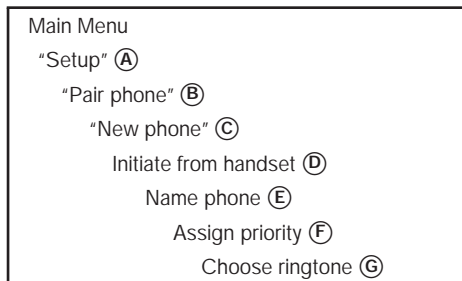 Main Menu
"Setup" Ⓐ
"Pair phone" Ⓑ
"New phone" Ⓒ
Initiate from handset Ⓓ
Name phone Ⓔ
Assign priority Ⓕ
Choose ringtone Ⓖ